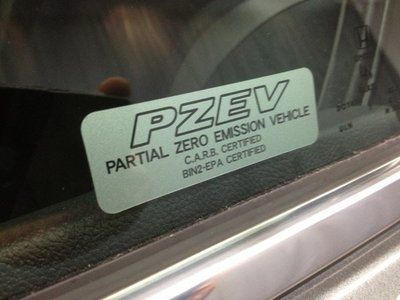 PZEV
PARTIAL ZERO EMISSION VEHICLE
C.A.R.B. CERTIFIED
BIN2-EPA CERTIFIED